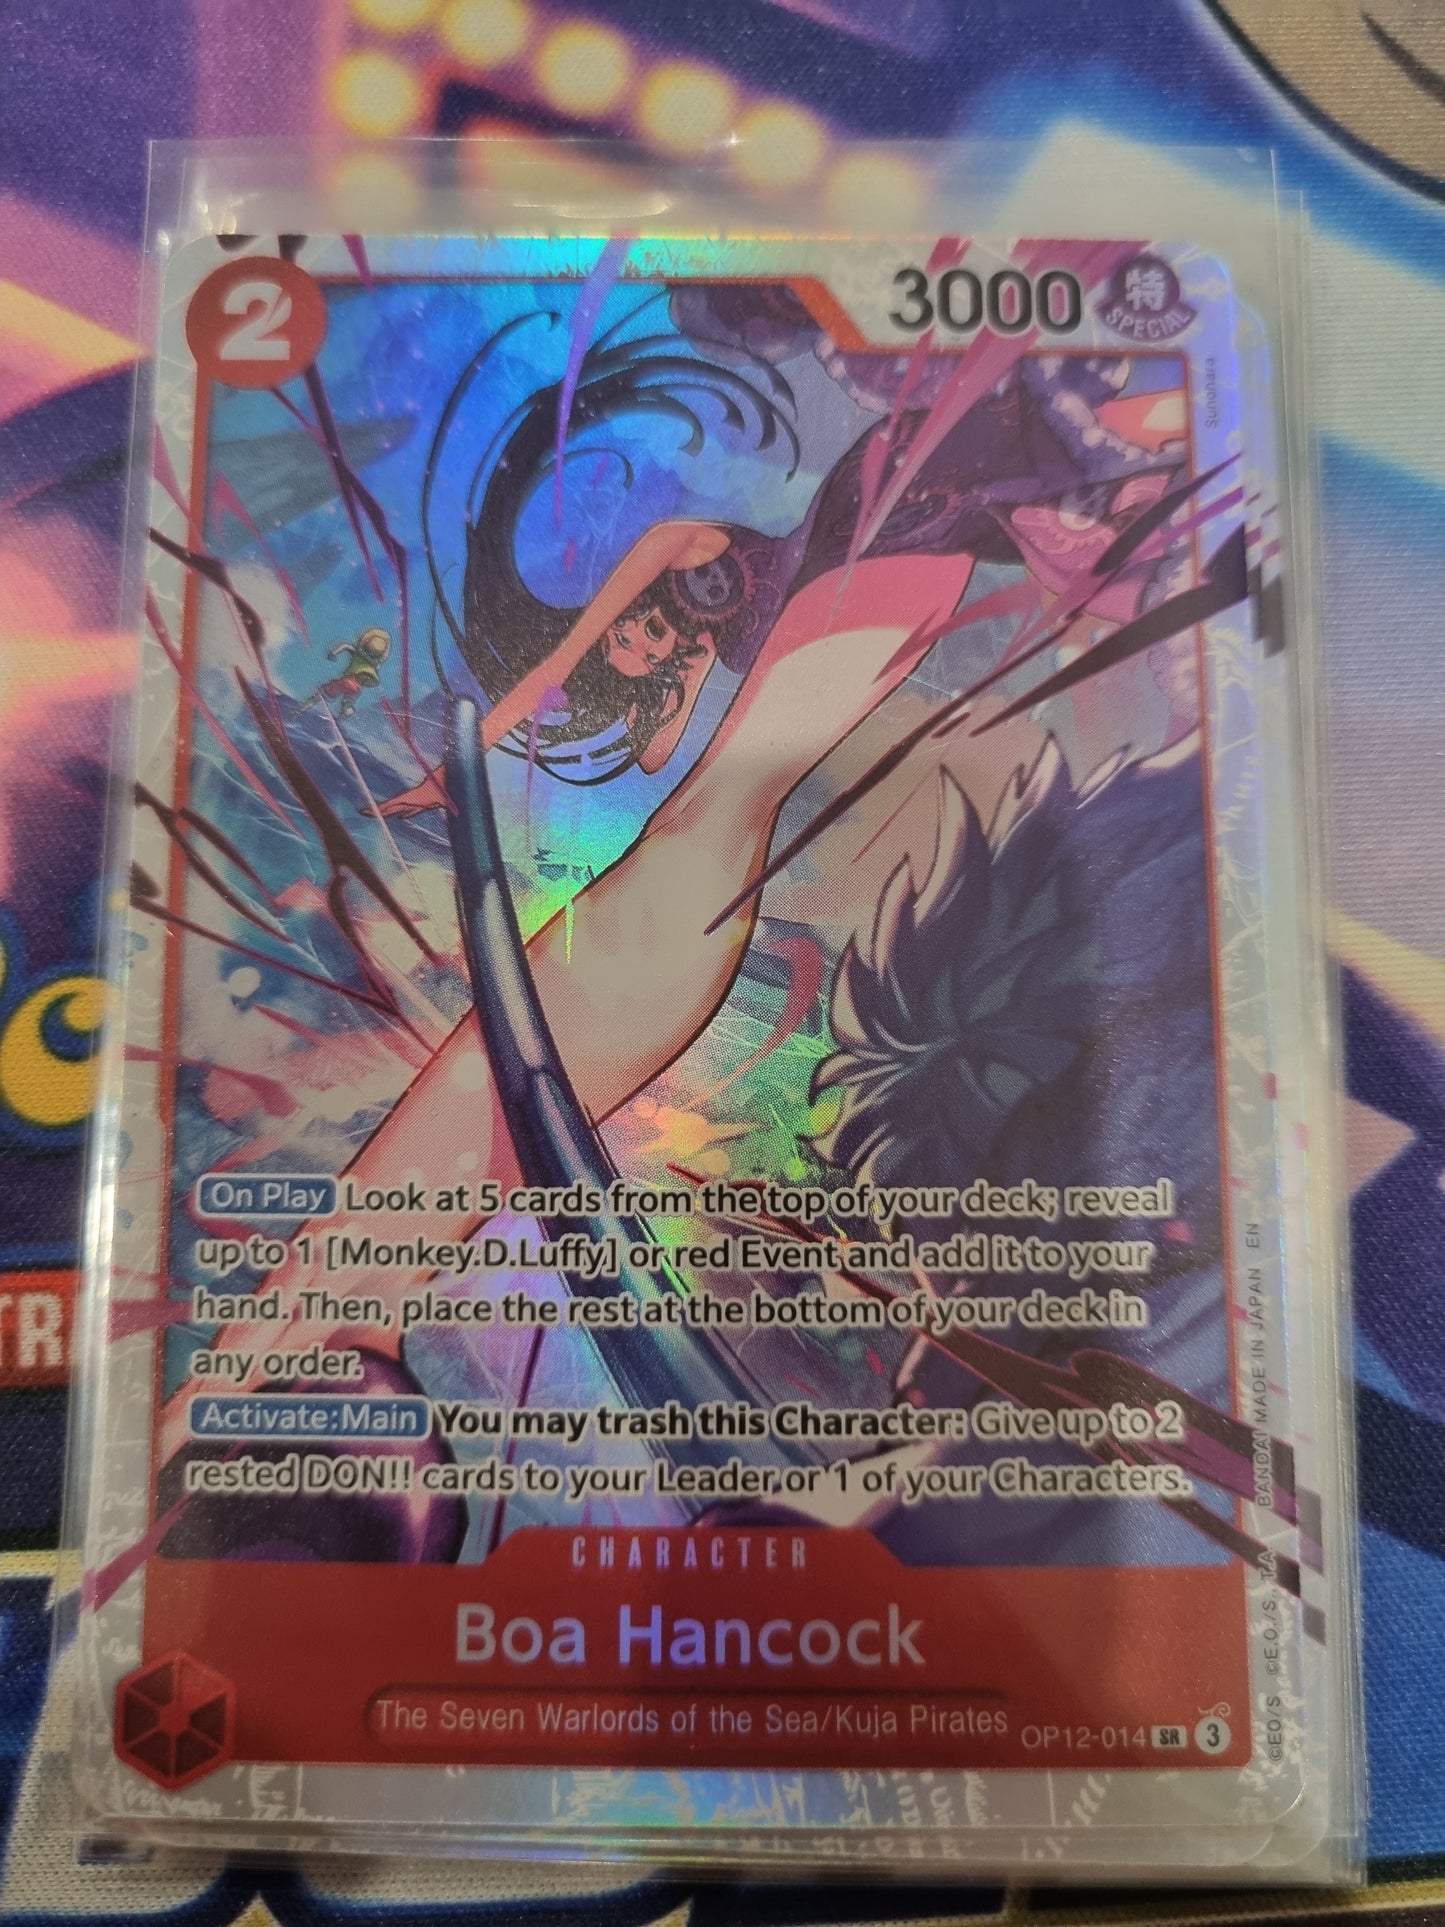 2
3000
特
SPECIAL
Sunohara
On Play Look at 5 cards from the top of your deck; reveal
up to 1 [Monkey.D.Luffy] or red Event and add it to your
hand. Then, place the rest at the bottom of your deck in
any order.
Activate:Main You may trash this Character: Give up to 2
rested DON!! cards to your Leader or 1 of your Characters.
CHARACTER
Boa Hancock
The Seven Warlords of the Sea/Kuja Pirates
OP12-014 SR 3
©E.O./S., T.A. BANDAI MADE IN JAPAN EN
©EO/S
TR